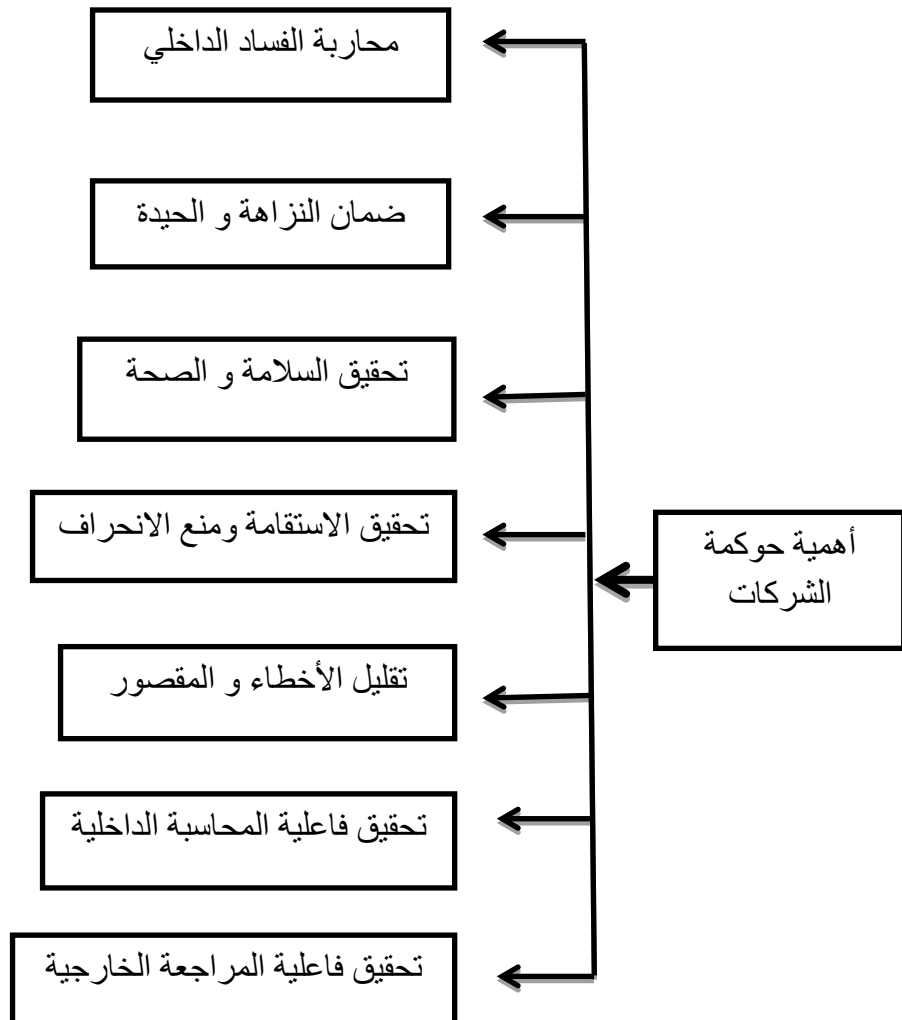 محاربة الفساد الداخلي
ضمان النزاهة و الحيدة
تحقيق السلامة و الصحة
تحقيق الاستقامة ومنع الانحراف
أهمية حوكمة
الشركات
تقليل الأخطاء و المقصور
تحقيق فاعلية المحاسبة الداخلية
تحقيق فاعلية المراجعة الخارجية